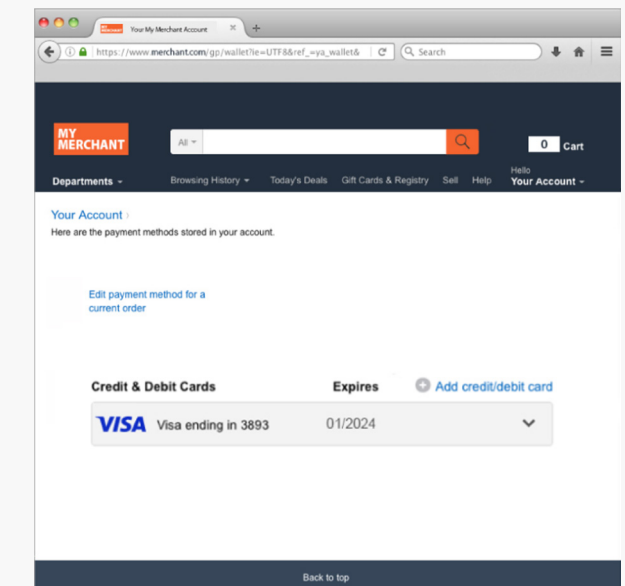 MY MERCHANT Your My Merchant Account × +
https://www.merchant.com/gp/wallet?ie=UTF8&ref_=ya_wallet& Search
MY
MERCHANT
All
0 Cart
Departments Browsing History Today's Deals Gift Cards & Registry Sell Help
Hello
Your Account
Your Account ›
Here are the payment methods stored in your account.
Edit payment method for a
current order
Credit & Debit Cards Expires Add credit/debit card
VISA Visa ending in 3893 01/2024
Back to top